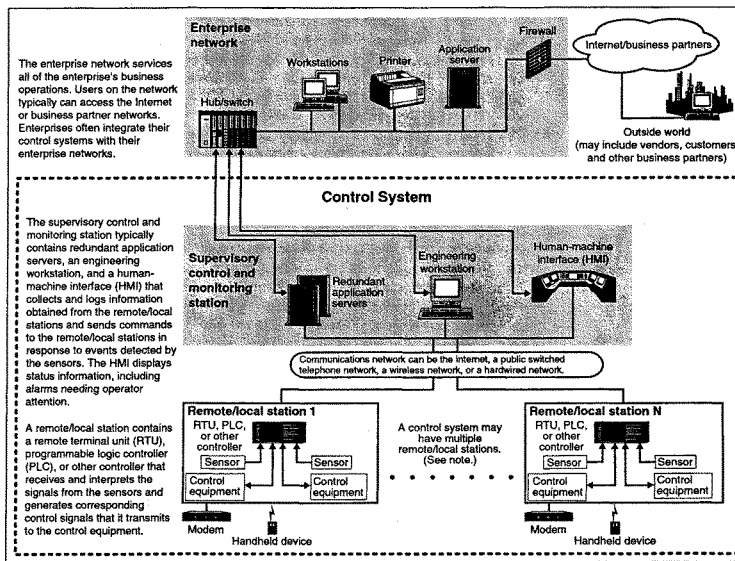 Enterprise
network
Firewall
Internet/business partners
Workstations
Printer
Application
server
Hub/switch
The enterprise network services
all of the enterprise's business
operations. Users on the network
typically can access the Internet
or business partner networks.
Enterprises often integrate their
control systems with their
enterprise networks.
Outside world
(may include vendors, customers
and other business partners)
Control System
The supervisory control and
monitoring station typically
contains redundant application
servers, an engineering
workstation, and a human-
machine interface (HMI) that
collects and logs information
obtained from the remote/local
stations and sends commands
to the remote/local stations in
response to events detected by
the sensors. The HMI displays
status information, including
alarms needing operator
attention.
Supervisory
control and
monitoring
station
Redundant
application
servers
Engineering
workstation
Human-machine
interface (HMI)
Communications network can be the Internet, a public switched
telephone network, a wireless network, or a hardwired network.
A remote/local station contains
a remote terminal unit (RTU),
programmable logic controller
(PLC), or other controller that
receives and interprets the
signals from the sensors and
generates corresponding
control signals that it transmits
to the control equipment.
Remote/local station 1
RTU, PLC,
or other
controller
Sensor
Sensor
Control
equipment
Control
equipment
Modem
Handheld device
A control system may
have multiple
remote/local stations.
(See note.)
Remote/local station N
RTU, PLC,
or other
controller
Sensor
Sensor
Control
equipment
Control
equipment
Modem
Handheld device